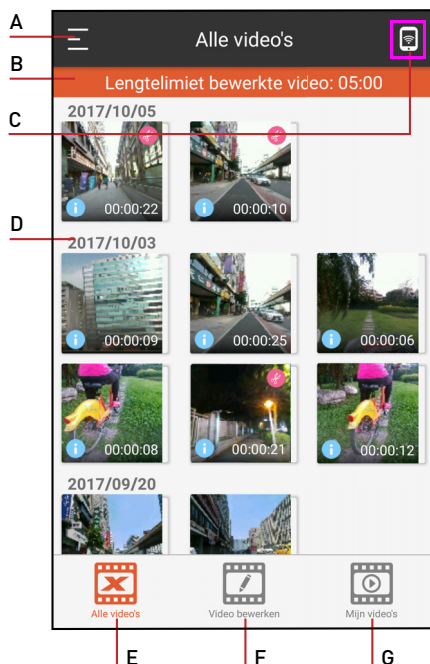 A
Alle video's
B
Lengtelimiet bewerkte video: 05:00
C
2017/10/05
00:00:22
00:00:10
D
2017/10/03
00:00:09
00:00:25
00:00:06
00:00:08
00:00:21
00:00:12
2017/09/20
Alle video's
Video bewerken
Mijn video's
E
F
G